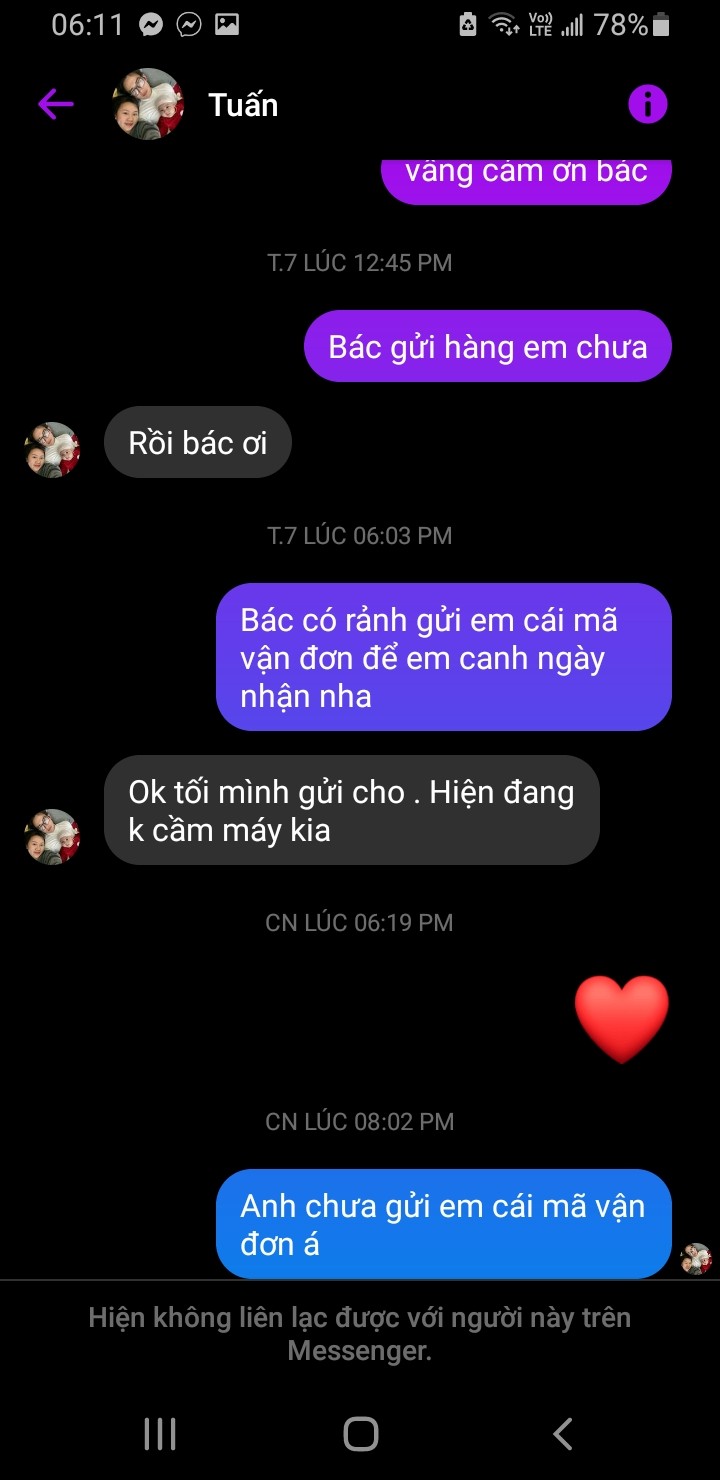 06:11
Vo))
LTE
78%
Tuấn
vâng cám ơn bác
T.7 LÚC 12:45 PM
Bác gửi hàng em chưa
Rồi bác ơi
T.7 LÚC 06:03 PM
Bác có rảnh gửi em cái mã
vận đơn để em canh ngày
nhận nha
Ok tối mình gửi cho . Hiện đang
k cầm máy kia
CN LÚC 06:19 PM
CN LÚC 08:02 PM
Anh chưa gửi em cái mã vận
đơn á
Hiện không liên lạc được với người này trên
Messenger.